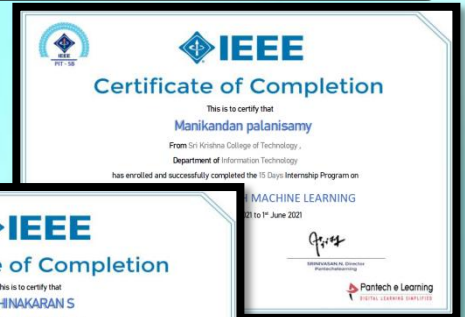 IEEE
PIT - SB
IEEE
Certificate of Completion
This is to certify that
Manikandan palanisamy
From Sri Krishna College of Technology ,
Department of Information Technology
has enrolled and successfully completed the 15 Days Internship Program on
MACHINE LEARNING
to 1st June 2021
SRINIVASAN.N, Director
Pantechelearning
Pantech e Learning
DIGITAL LEARNING SIMPLIFIED
IEEE
of Completion
his is to certify that
HINAKARAN S